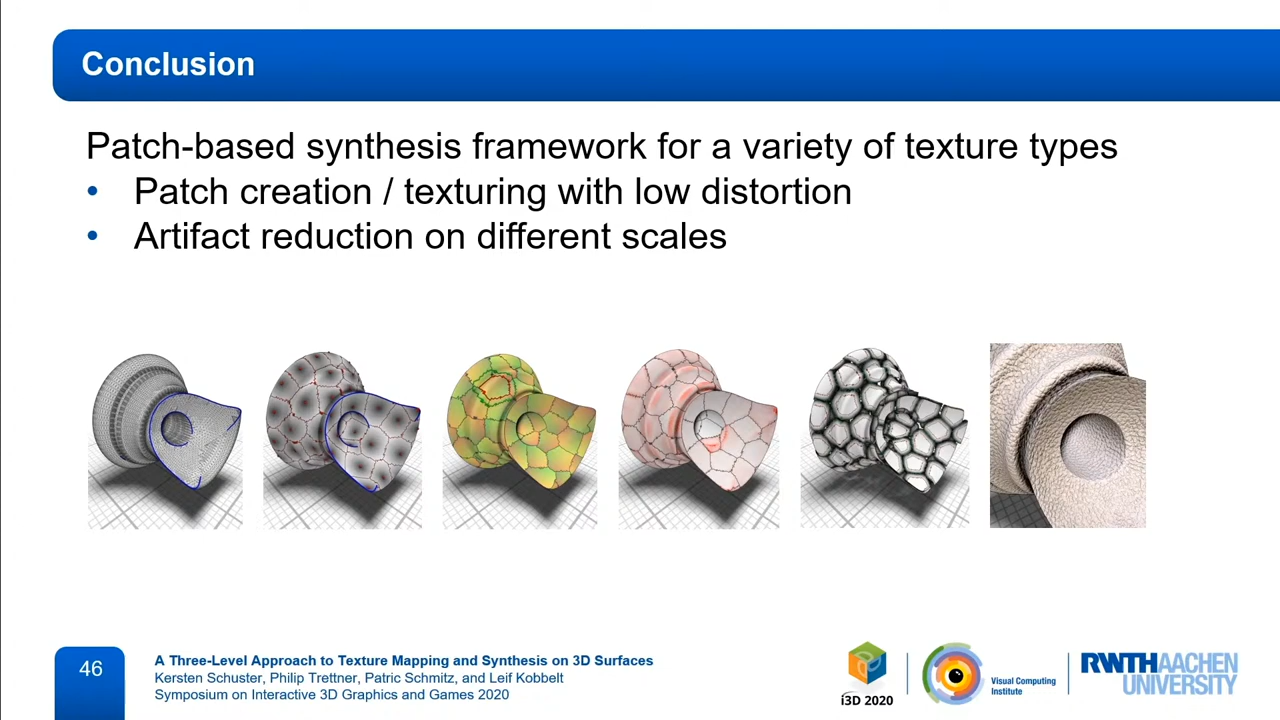 Conclusion
Patch-based synthesis framework for a variety of texture types
• Patch creation / texturing with low distortion
• Artifact reduction on different scales
46
A Three-Level Approach to Texture Mapping and Synthesis on 3D Surfaces
Kersten Schuster, Philip Trettner, Patric Schmitz, and Leif Kobbelt
Symposium on Interactive 3D Graphics and Games 2020
i3D 2020
Visual Computing
Institute
RWTHAACHEN
UNIVERSITY